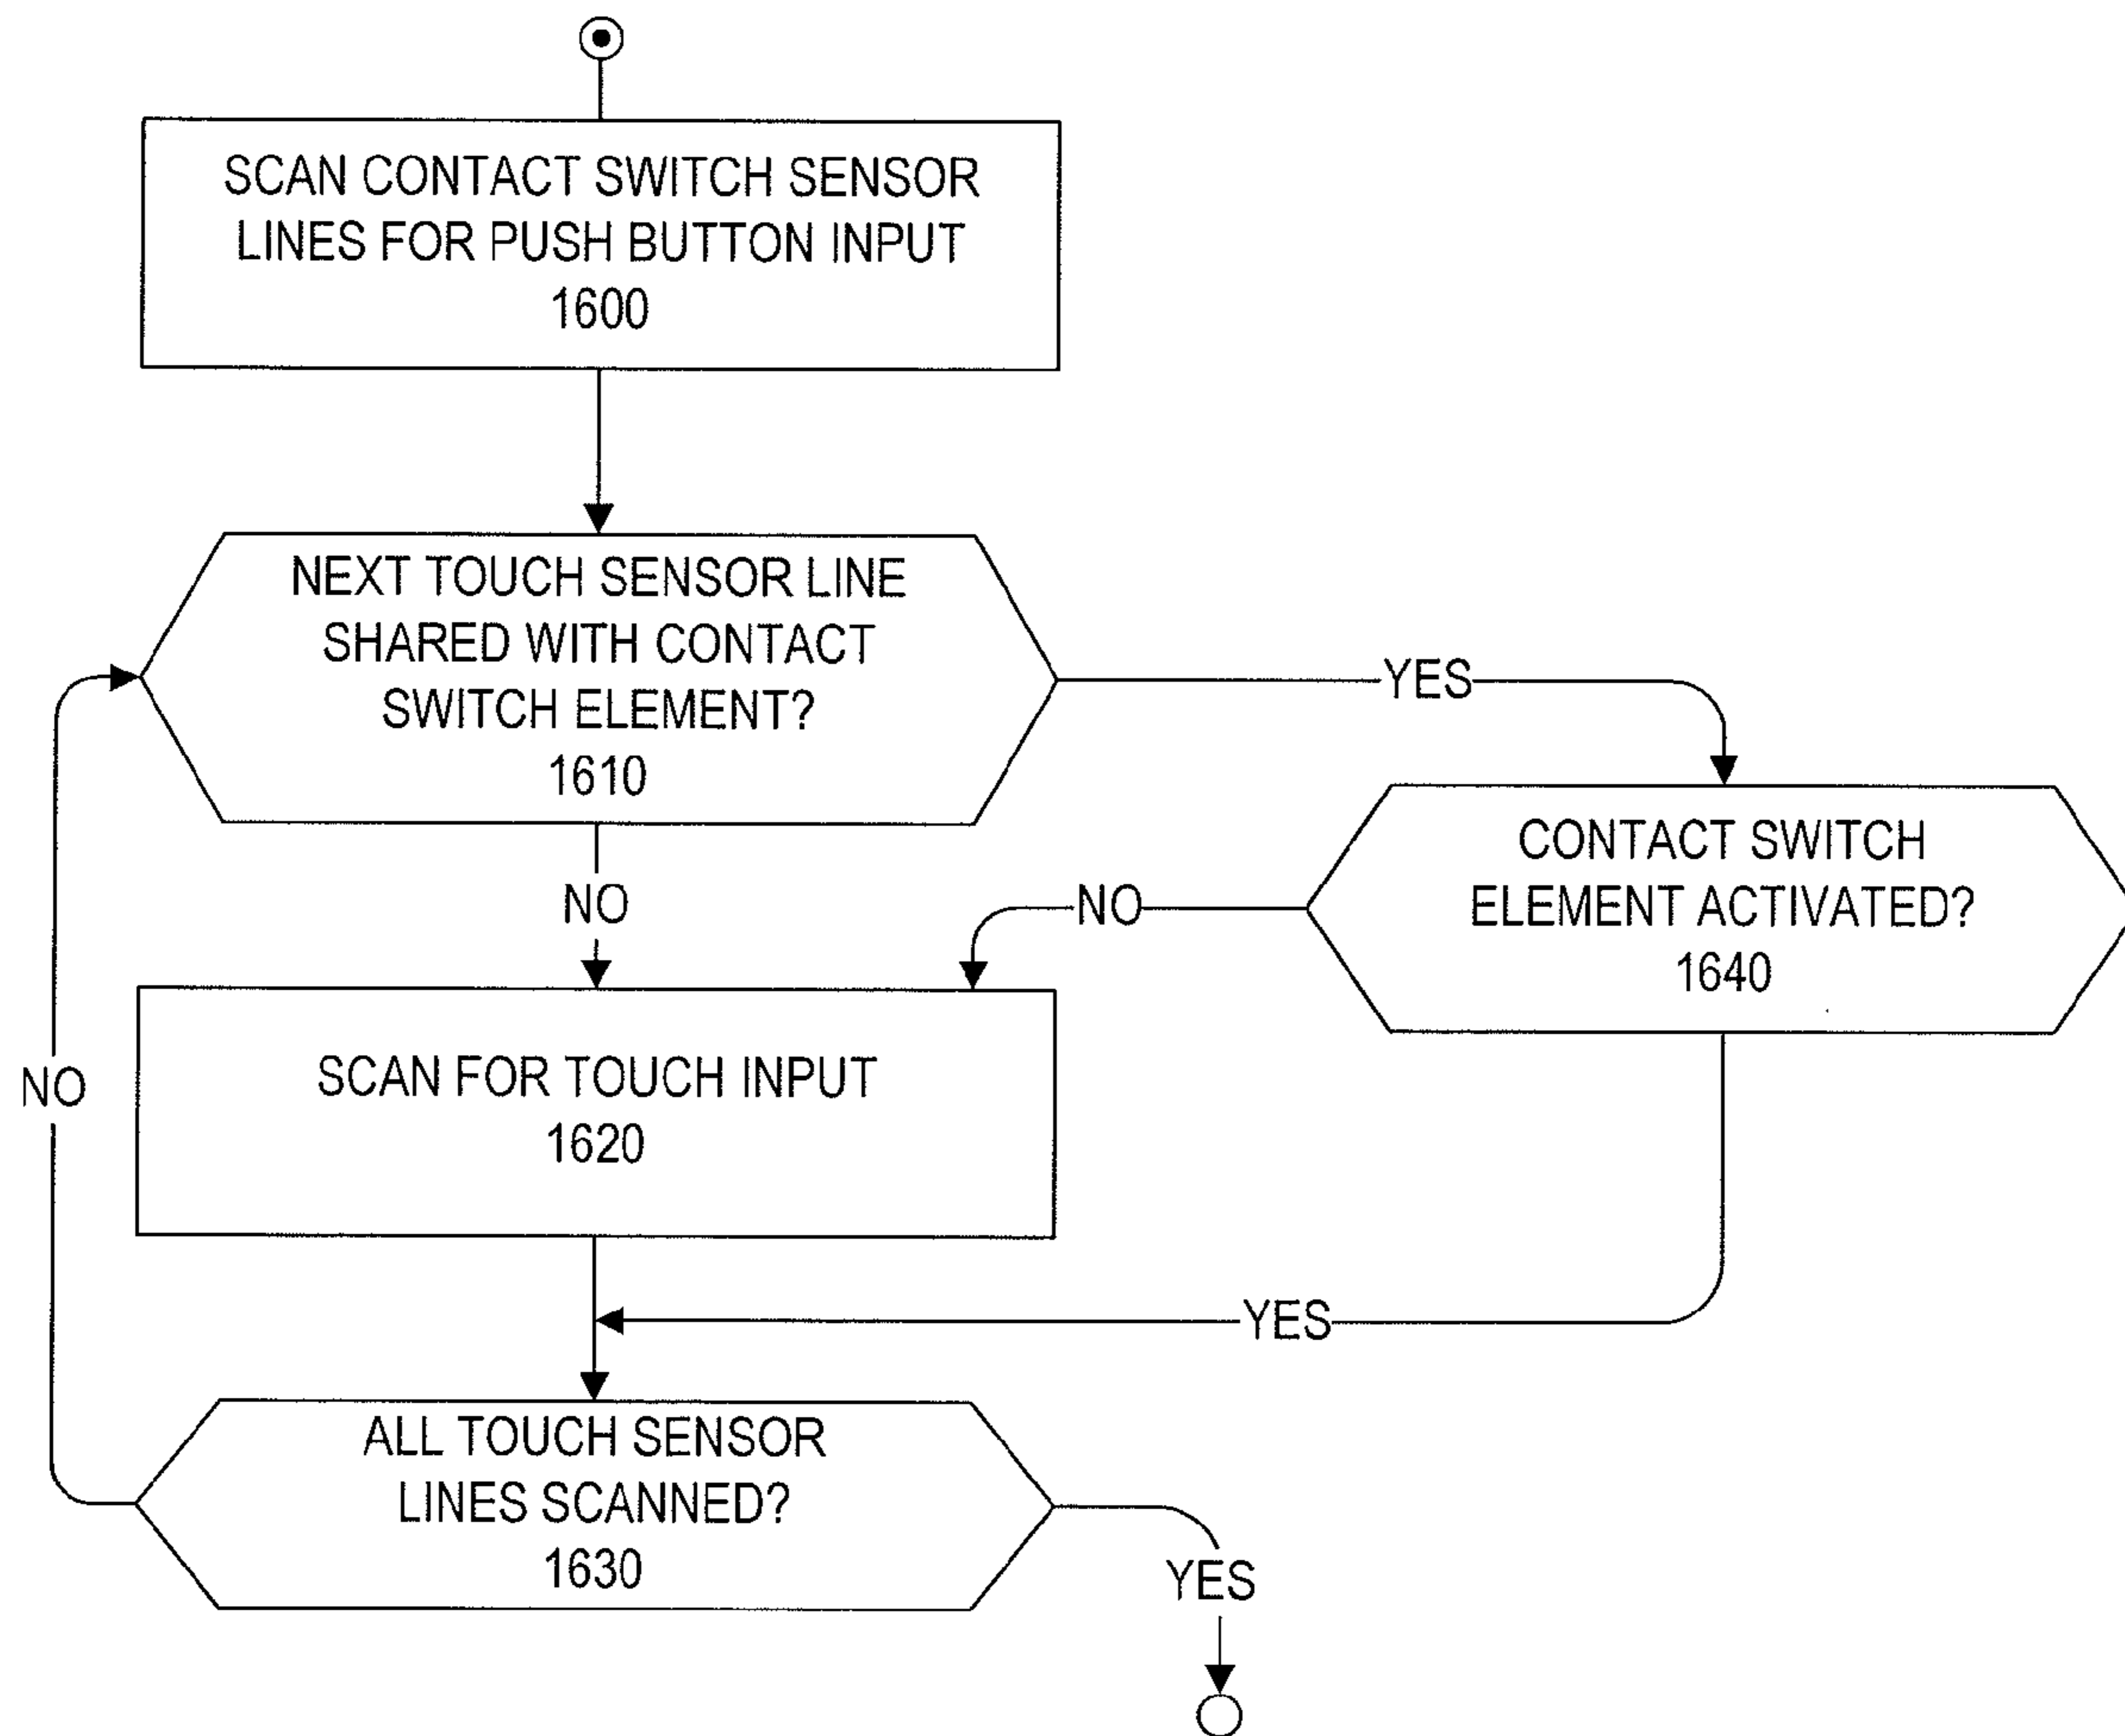 SCAN CONTACT SWITCH SENSOR
LINES FOR PUSH BUTTON INPUT
1600
NEXT TOUCH SENSOR LINE
SHARED WITH CONTACT
SWITCH ELEMENT?
1610
YES
CONTACT SWITCH
ELEMENT ACTIVATED?
1640
NO
NO
SCAN FOR TOUCH INPUT
1620
NO
YES
ALL TOUCH SENSOR
LINES SCANNED?
1630
YES